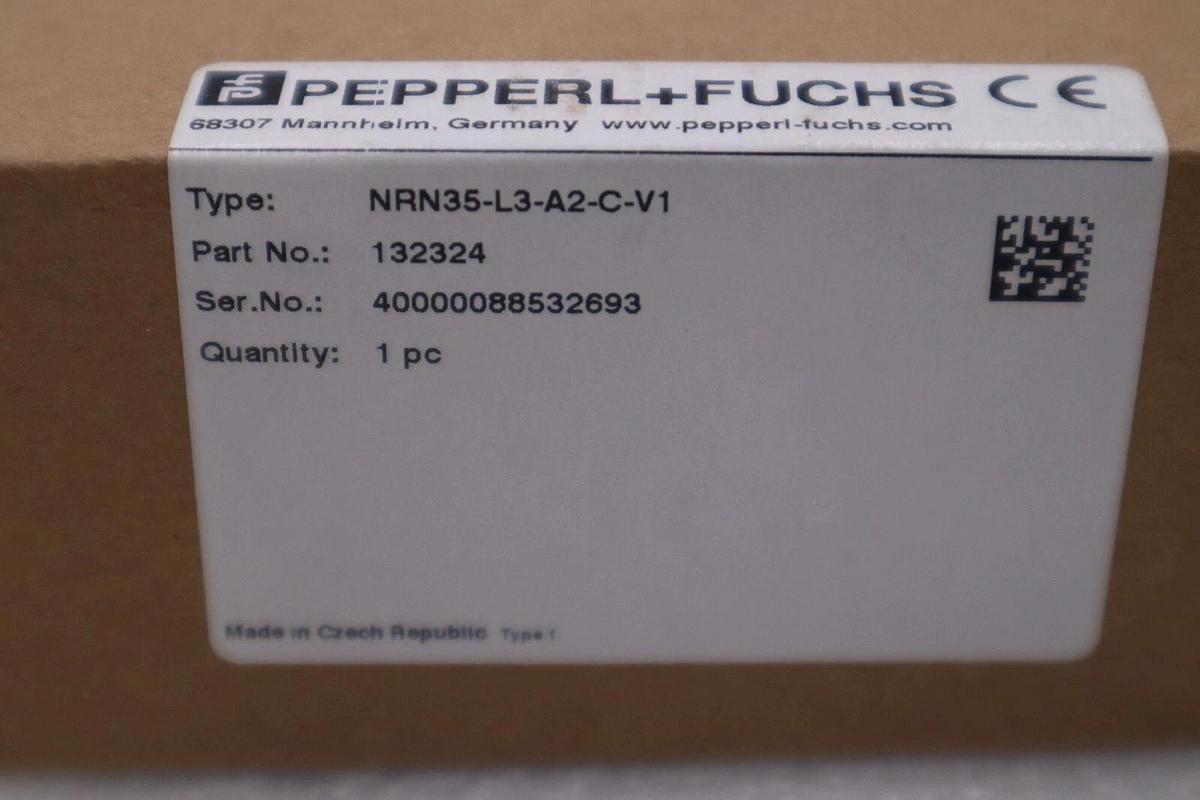 PEPPERL+FUCHS CE
68307 Mannheim, Germany www.pepperl-fuchs.com
Type: NRN35-L3-A2-C-V1
Part No.: 132324
Ser.No.: 40000088532693
Quantity: 1 pc
Made in Czech Republic Type 1